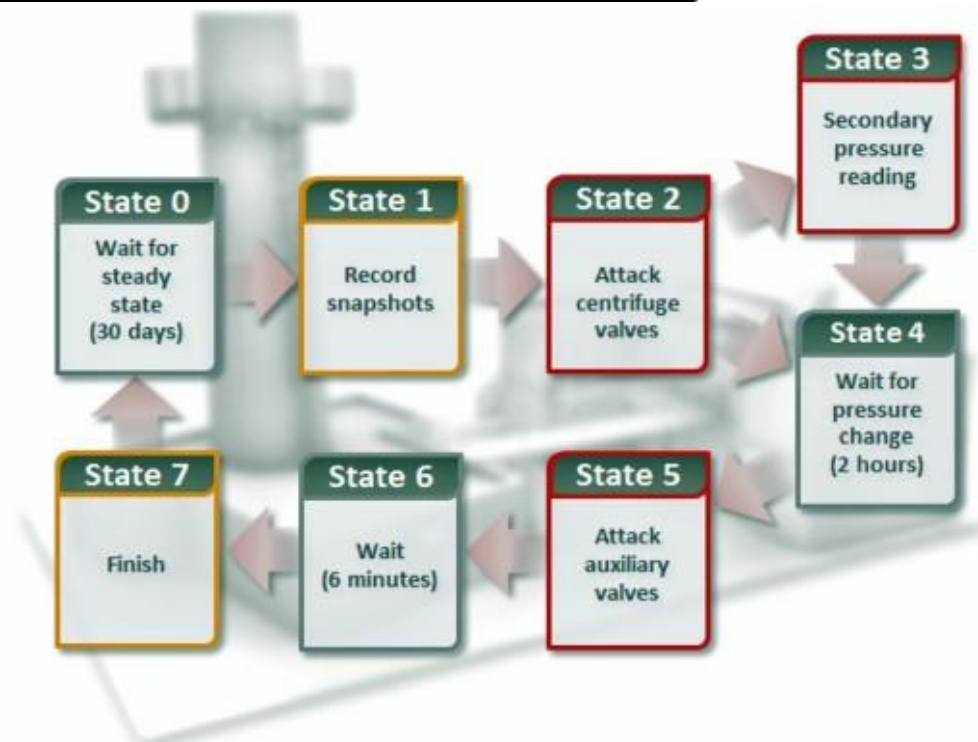 State 0
Wait for
steady
state
(30 days)
State 1
Record
snapshots
State 2
Attack
centrifuge
valves
State 3
Secondary
pressure
reading
State 4
Wait for
pressure
change
(2 hours)
State 5
Attack
auxiliary
valves
State 6
Wait
(6 minutes)
State 7
Finish